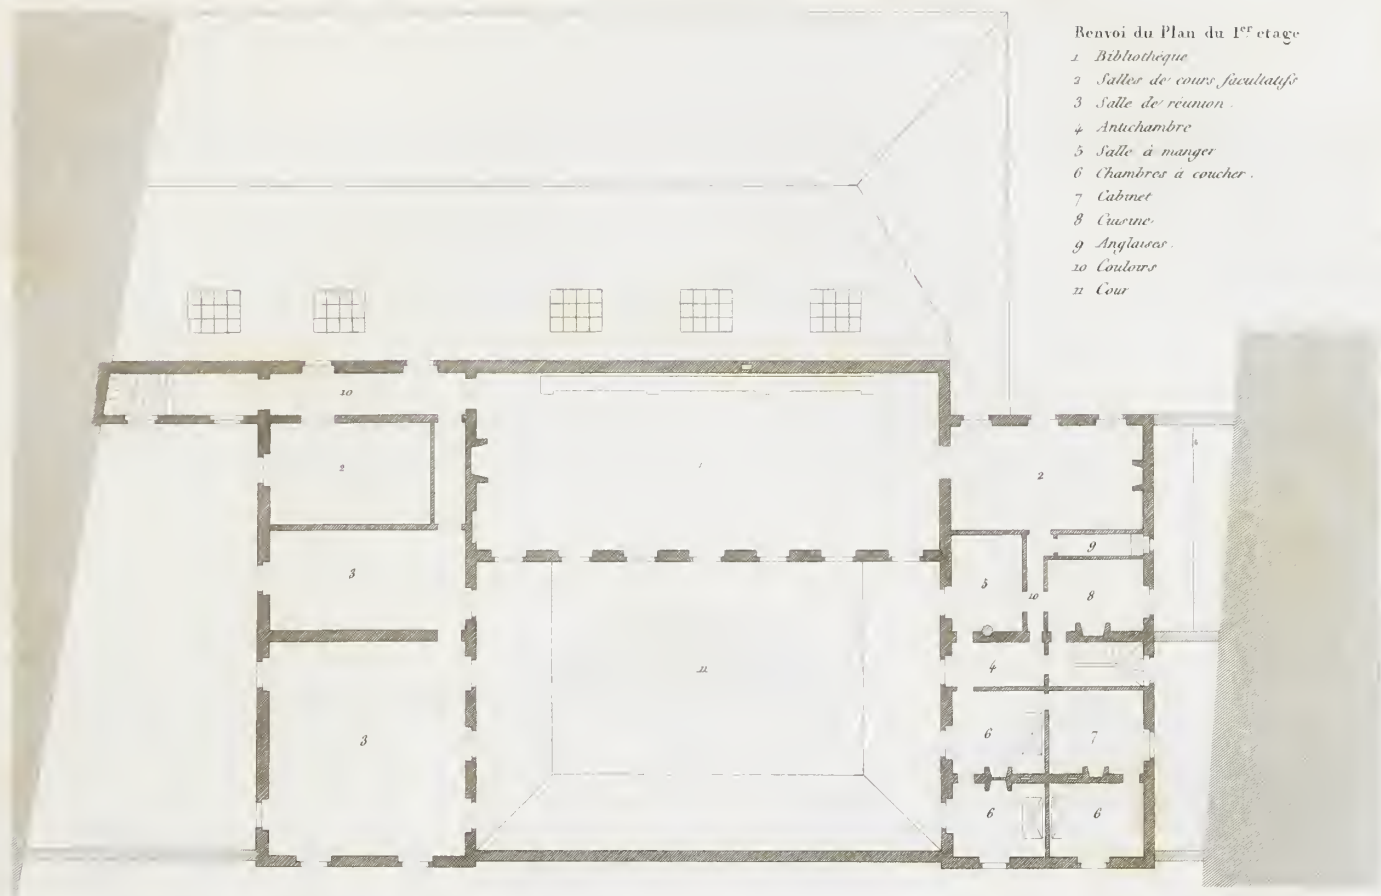 Renvoi du Plan du 1er etage
1 Bibliothèque
2 Salles de cours facultatifs
3 Salle de réunion.
4 Antichambre
5 Salle à manger
6 Chambres à coucher.
7 Cabinet
8 Cuisine
9 Anglaises.
10 Couloirs
11 Cour
10
2
1
2
3
5
10
9
8
4
11
3
6
7
6
6